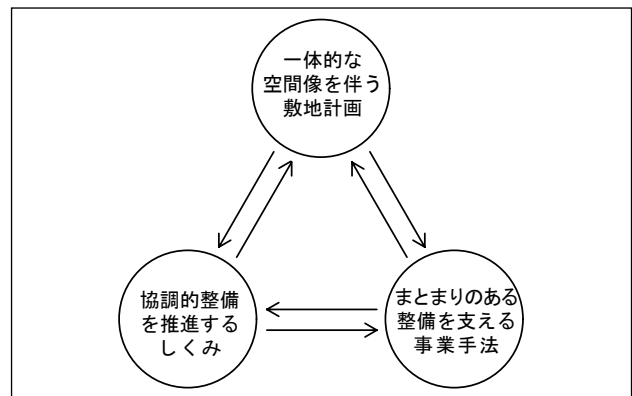 一体的な
空間像を伴う
敷地計画
協調的整備
を推進する
しくみ
まとまりのある
整備を支える
事業手法